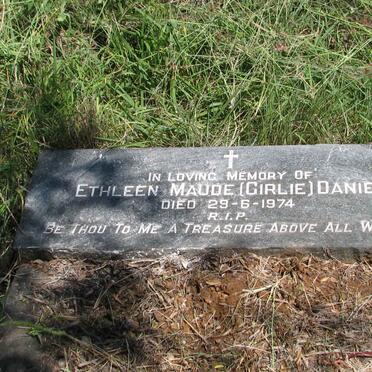 In Loving Memory Of
Ethleen Maude (Girlie) Danie
Died 29-6-1974
R.I.P.
Be Thou To Me A Treasure Above All W